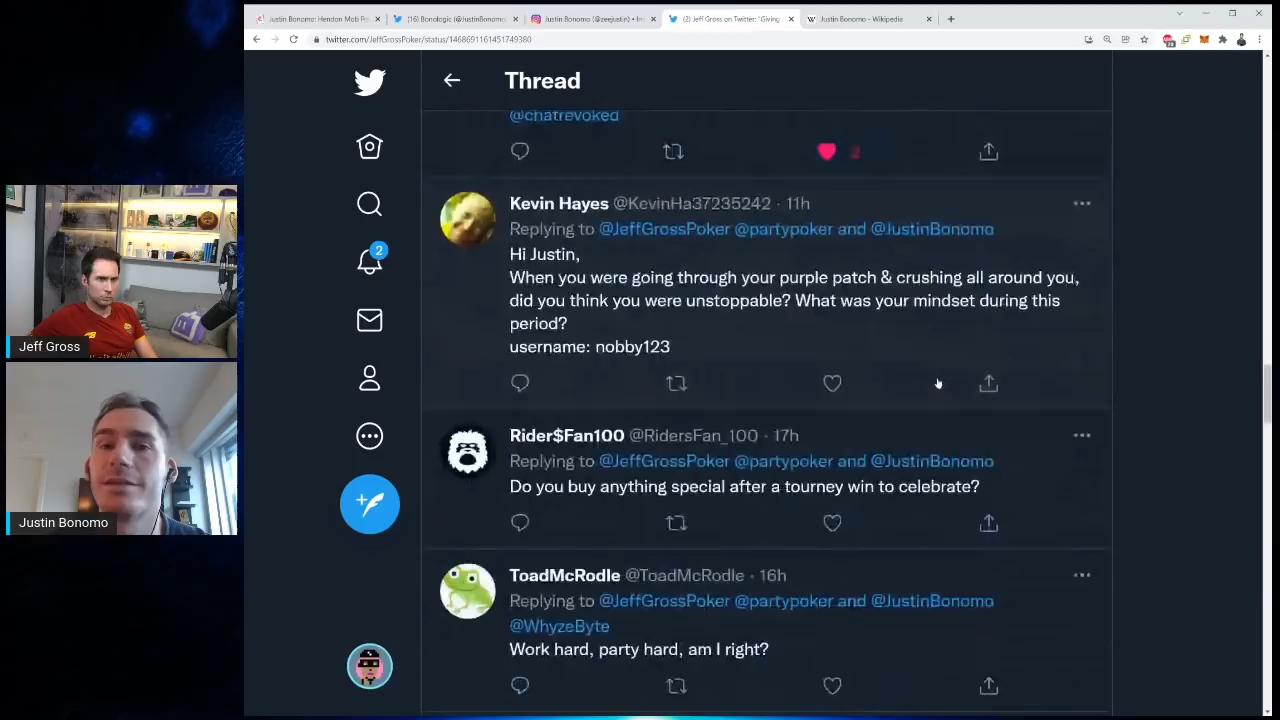 Justin Bonomo: Hendon Mob Po
(16) Bonologic (@JustinBonomo
Justin Bonomo (@zeejustin) • In
(2) Jeff Gross on Twitter: "Giving
Justin Bonomo - Wikipedia
twitter.com/JeffGrossPoker/status/1468691161451749380
Thread
@chatrevoked
2
Kevin Hayes @KevinHa37235242 · 11h
Replying to @JeffGrossPoker @partypoker and @JustinBonomo
Hi Justin,
When you were going through your purple patch & crushing all around you,
did you think you were unstoppable? What was your mindset during this
period?
username: nobby123
Rider$Fan100 @RidersFan_100 · 17h
Replying to @JeffGrossPoker @partypoker and @JustinBonomo
Do you buy anything special after a tourney win to celebrate?
ToadMcRodle @ToadMcRodle · 16h
Replying to @JeffGrossPoker @partypoker and @JustinBonomo
@WhyzeByte
Work hard, party hard, am I right?
2
Jeff Gross
Justin Bonomo